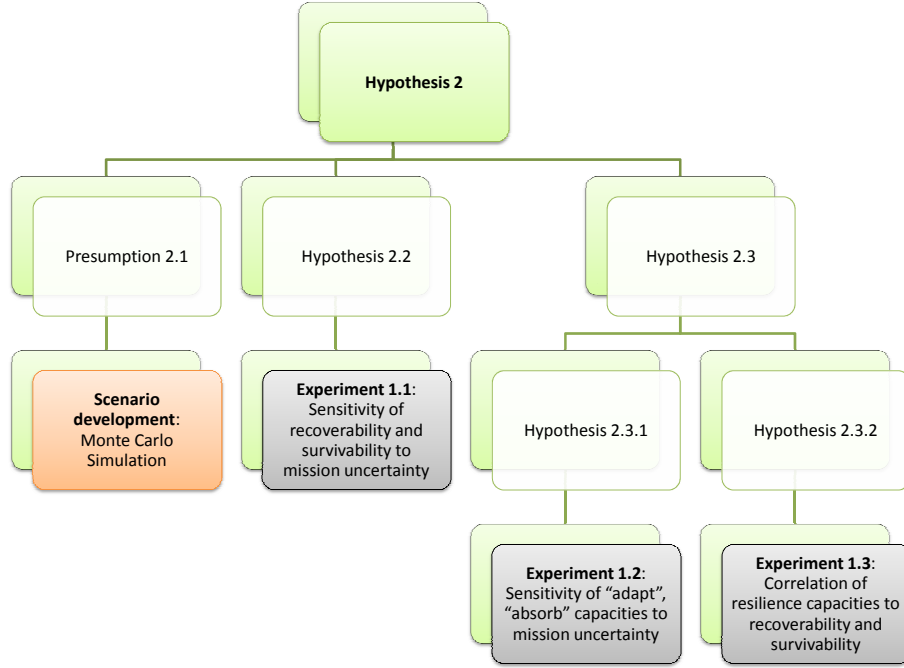 Hypothesis 2
Presumption 2.1
Hypothesis 2.2
Hypothesis 2.3
Scenario
development:
Monte Carlo
Simulation
Experiment 1.1:
Sensitivity of
recoverability and
survivability to
mission uncertainty
Hypothesis 2.3.1
Hypothesis 2.3.2
Experiment 1.2:
Sensitivity of “adapt”,
“absorb” capacities to
mission uncertainty
Experiment 1.3:
Correlation of
resilience capacities to
recoverability and
survivability